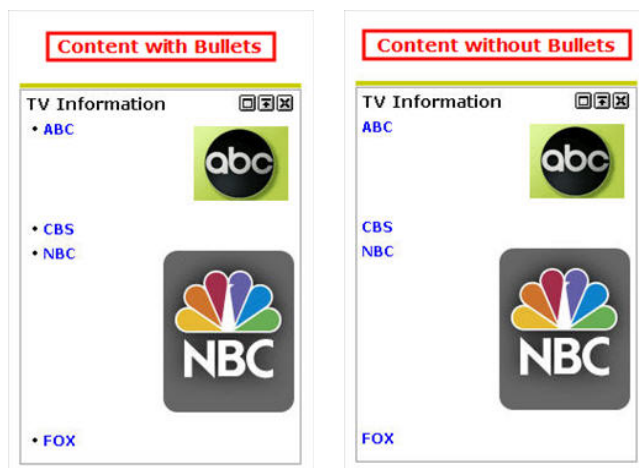 Content with Bullets
TV Information
• ABC
abc
• CBS
• NBC
NBC
• FOX
Content without Bullets
TV Information
ABC
abc
CBS
NBC
NBC
FOX